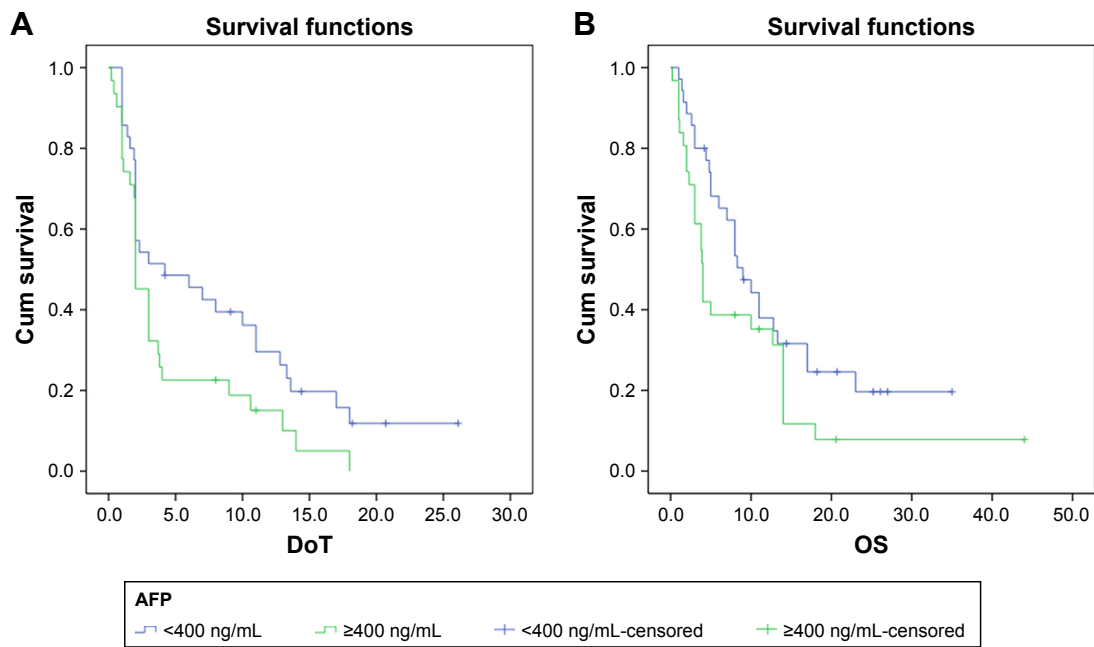 A
Survival functions
Cum survival
1.0
0.8
0.6
0.4
0.2
0.0
0.0 5.0 10.0 15.0 20.0 25.0 30.0
DoT
B
Survival functions
Cum survival
1.0
0.8
0.6
0.4
0.2
0.0
0.0 10.0 20.0 30.0 40.0 50.0
OS
AFP
<400 ng/mL ≥400 ng/mL <400 ng/mL-censored ≥400 ng/mL-censored